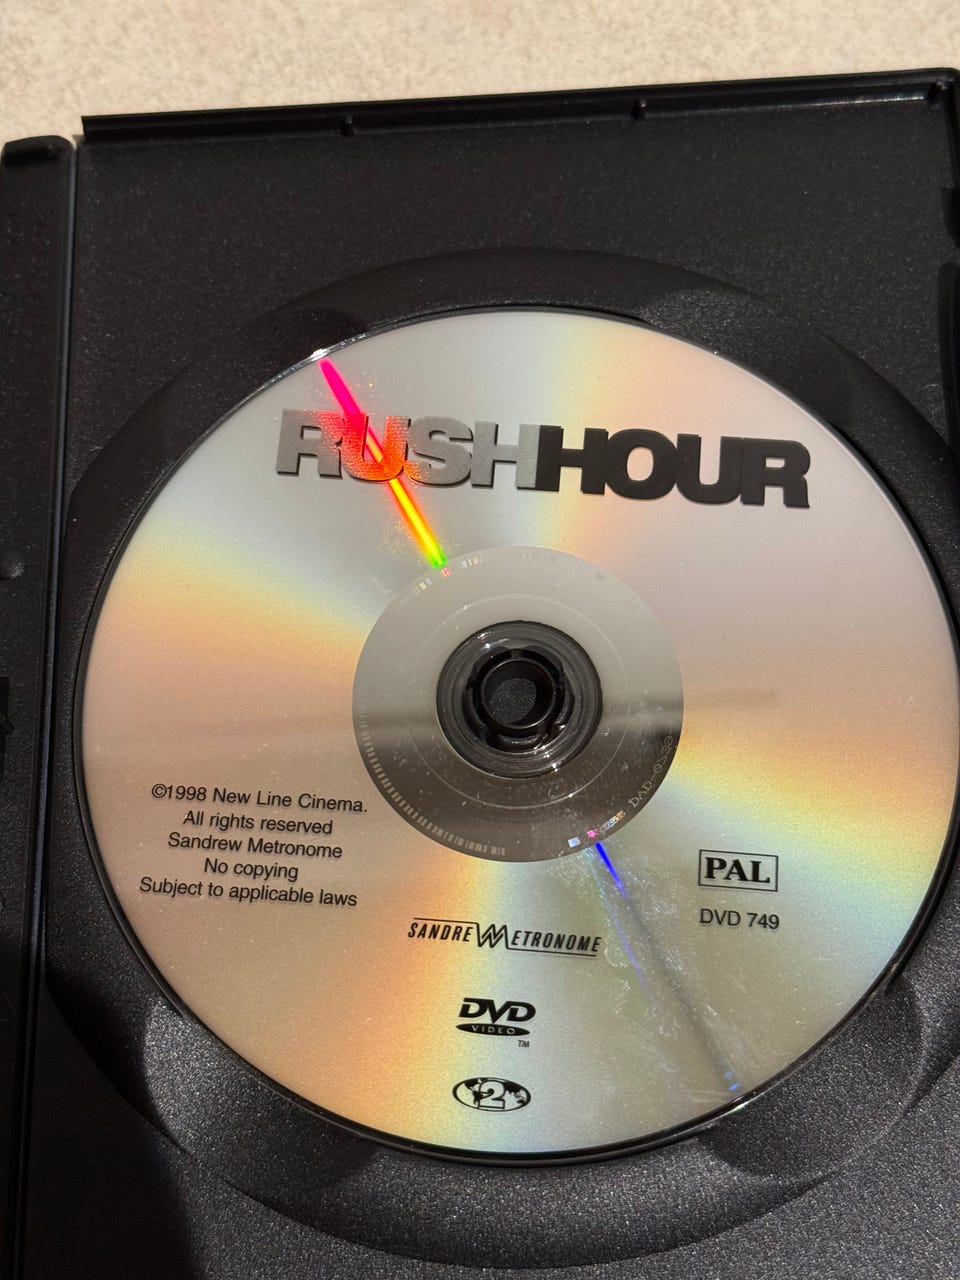 RUSHHOUR
©1998 New Line Cinema.
All rights reserved
Sandrew Metronome
No copying
Subject to applicable laws
PAL
DVD 749
SANDREW METRONOME
DVD
VIDEO
TM
2